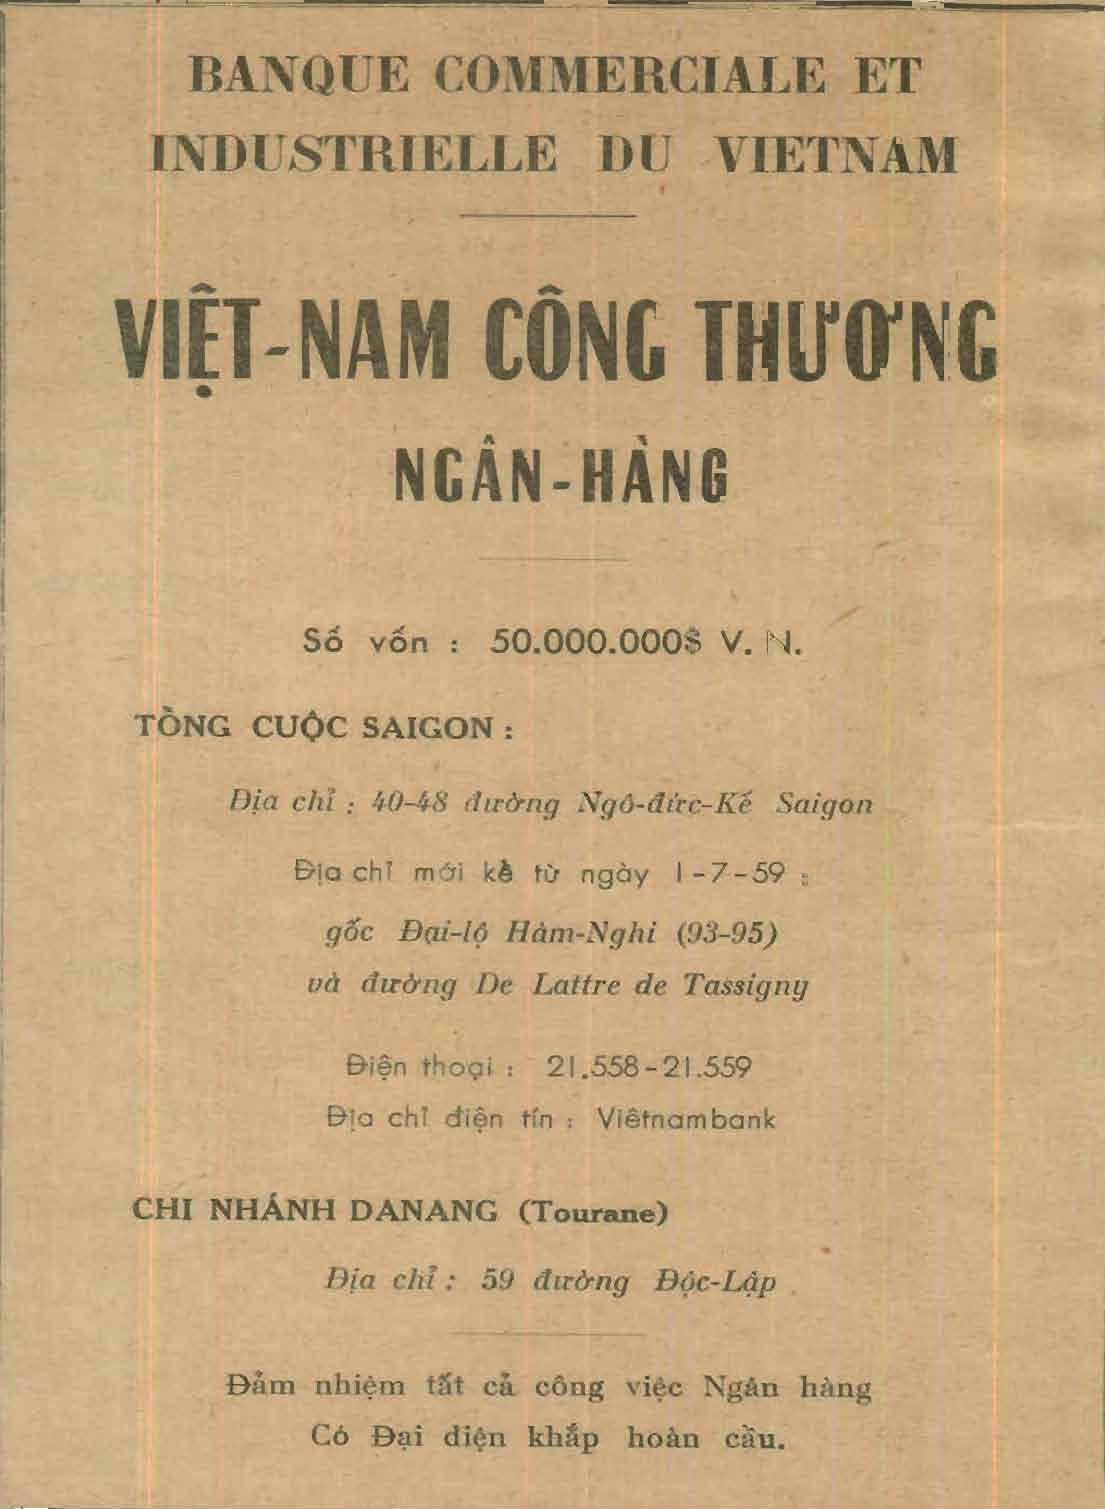 BANQUE COMMERCIALE ET
INDUSTRIELLE DU VIETNAM
VIỆT-NAM CÔNG THƯƠNG
NGÂN-HÀNG
Số vốn : 50.000.000$ V. N.
TỔNG CUỘC SAIGON :
Địa chỉ : 40-48 đường Ngô-đức-Kế Saigon
Địa chỉ mới kể từ ngày 1-7-59 :
gốc Đại-lộ Hàm-Nghi (93-95)
và đường De Lattre de Tassigny
Điện thoại : 21.558-21.559
Địa chỉ điện tín : Viêtnambank
CHI NHÁNH DANANG (Tourane)
Địa chỉ : 59 đường Độc-Lập
Đảm nhiệm tất cả công việc Ngân hàng
Có Đại diện khắp hoàn cầu.